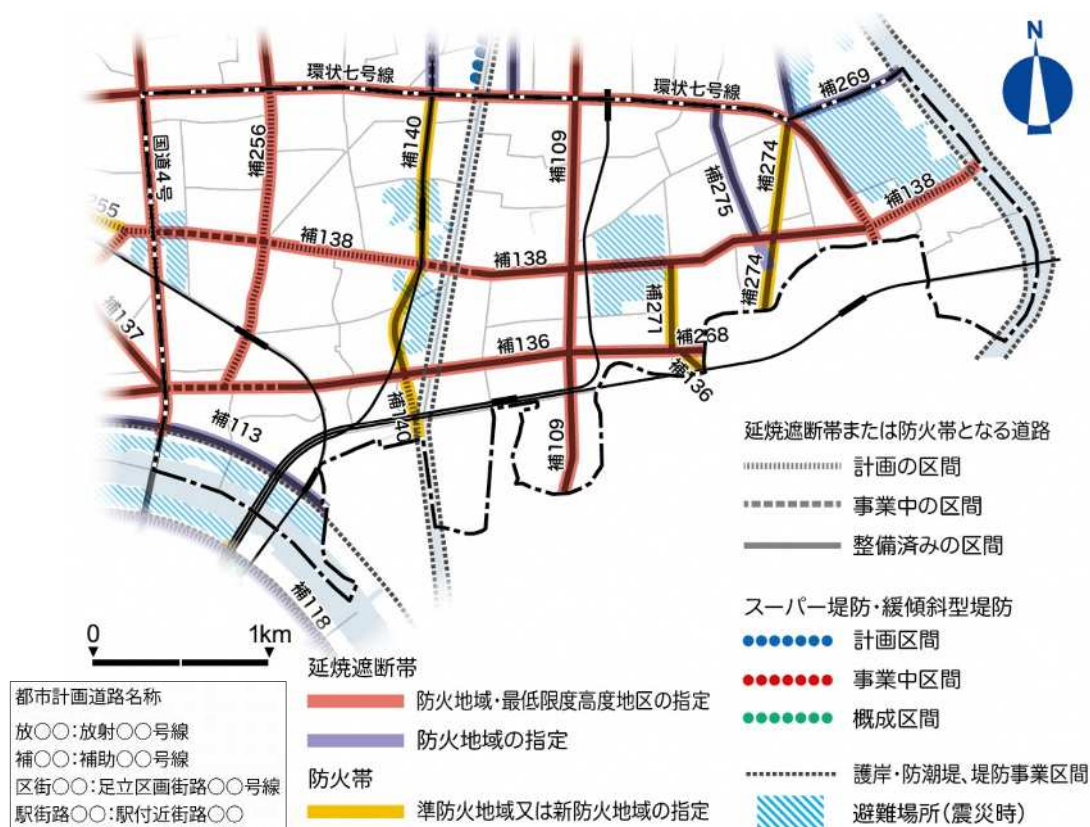 N
環状七号線
環状七号線
補269
国道4号
補256
補140
補109
補275
補274
補138
255
補138
補138
補274
補271
補137
補136
補268
補136
補140
補113
補109
補118
延焼遮断帯または防火帯となる道路
計画の区間
事業中の区間
整備済みの区間
スーパー堤防・緩傾斜型堤防
計画区間
事業中区間
概成区間
護岸・防潮堤、堤防事業区間
避難場所(震災時)
0 1km
延焼遮断帯
防火地域・最低限度高度地区の指定
防火地域の指定
防火帯
準防火地域又は新防火地域の指定
都市計画道路名称
放○○:放射○○号線
補○○:補助○○号線
区街○○:足立区画街路○○号線
駅街路○○:駅付近街路○○